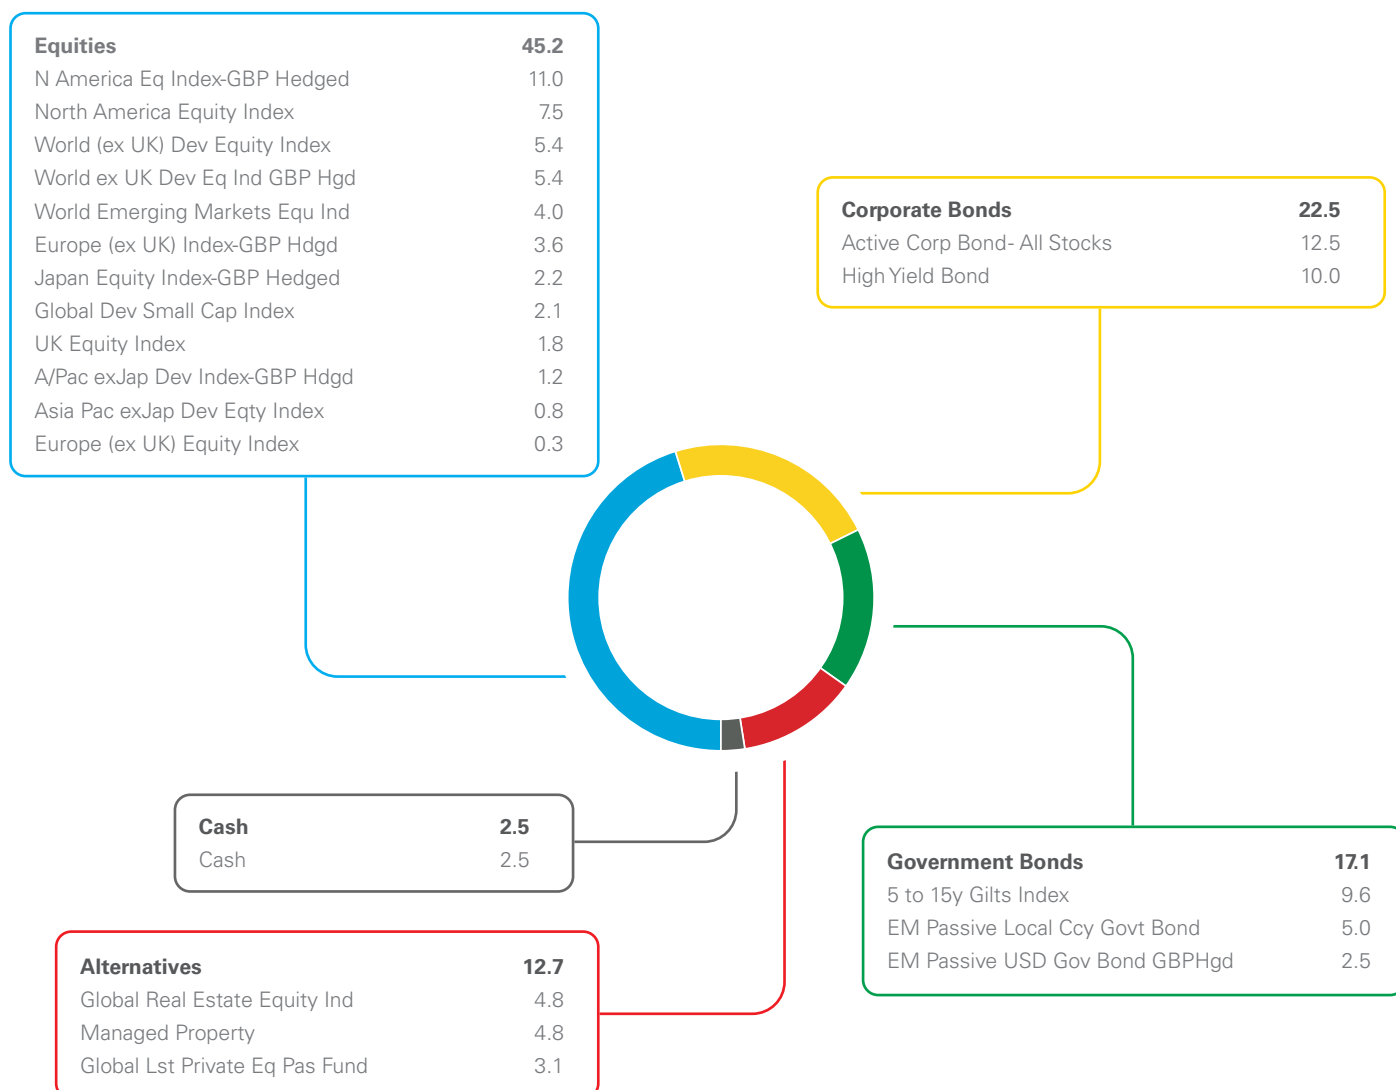 Equities 45.2
N America Eq Index-GBP Hedged 11.0
North America Equity Index 7.5
World (ex UK) Dev Equity Index 5.4
World ex UK Dev Eq Ind GBP Hgd 5.4
World Emerging Markets Equ Ind 4.0
Europe (ex UK) Index-GBP Hdgd 3.6
Japan Equity Index-GBP Hedged 2.2
Global Dev Small Cap Index 2.1
UK Equity Index 1.8
A/Pac exJap Dev Index-GBP Hdgd 1.2
Asia Pac exJap Dev Eqty Index 0.8
Europe (ex UK) Equity Index 0.3
Corporate Bonds 22.5
Active Corp Bond- All Stocks 12.5
High Yield Bond 10.0
Cash 2.5
Cash 2.5
Government Bonds 17.1
5 to 15y Gilts Index 9.6
EM Passive Local Ccy Govt Bond 5.0
EM Passive USD Gov Bond GBPHgd 2.5
Alternatives 12.7
Global Real Estate Equity Ind 4.8
Managed Property 4.8
Global Lst Private Eq Pas Fund 3.1